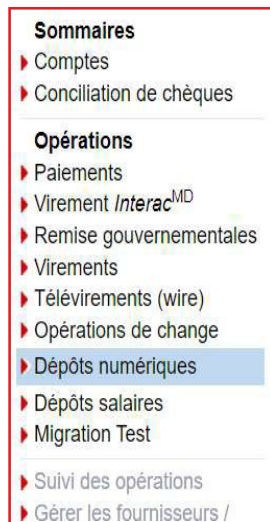 Sommaires
Comptes
Conciliation de chèques
Opérations
Paiements
Virement Interac^MD
Remise gouvernementales
Virements
Télévirements (wire)
Opérations de change
Dépôts numériques
Dépôts salaires
Migration Test
Suivi des opérations
Gérer les fournisseurs /